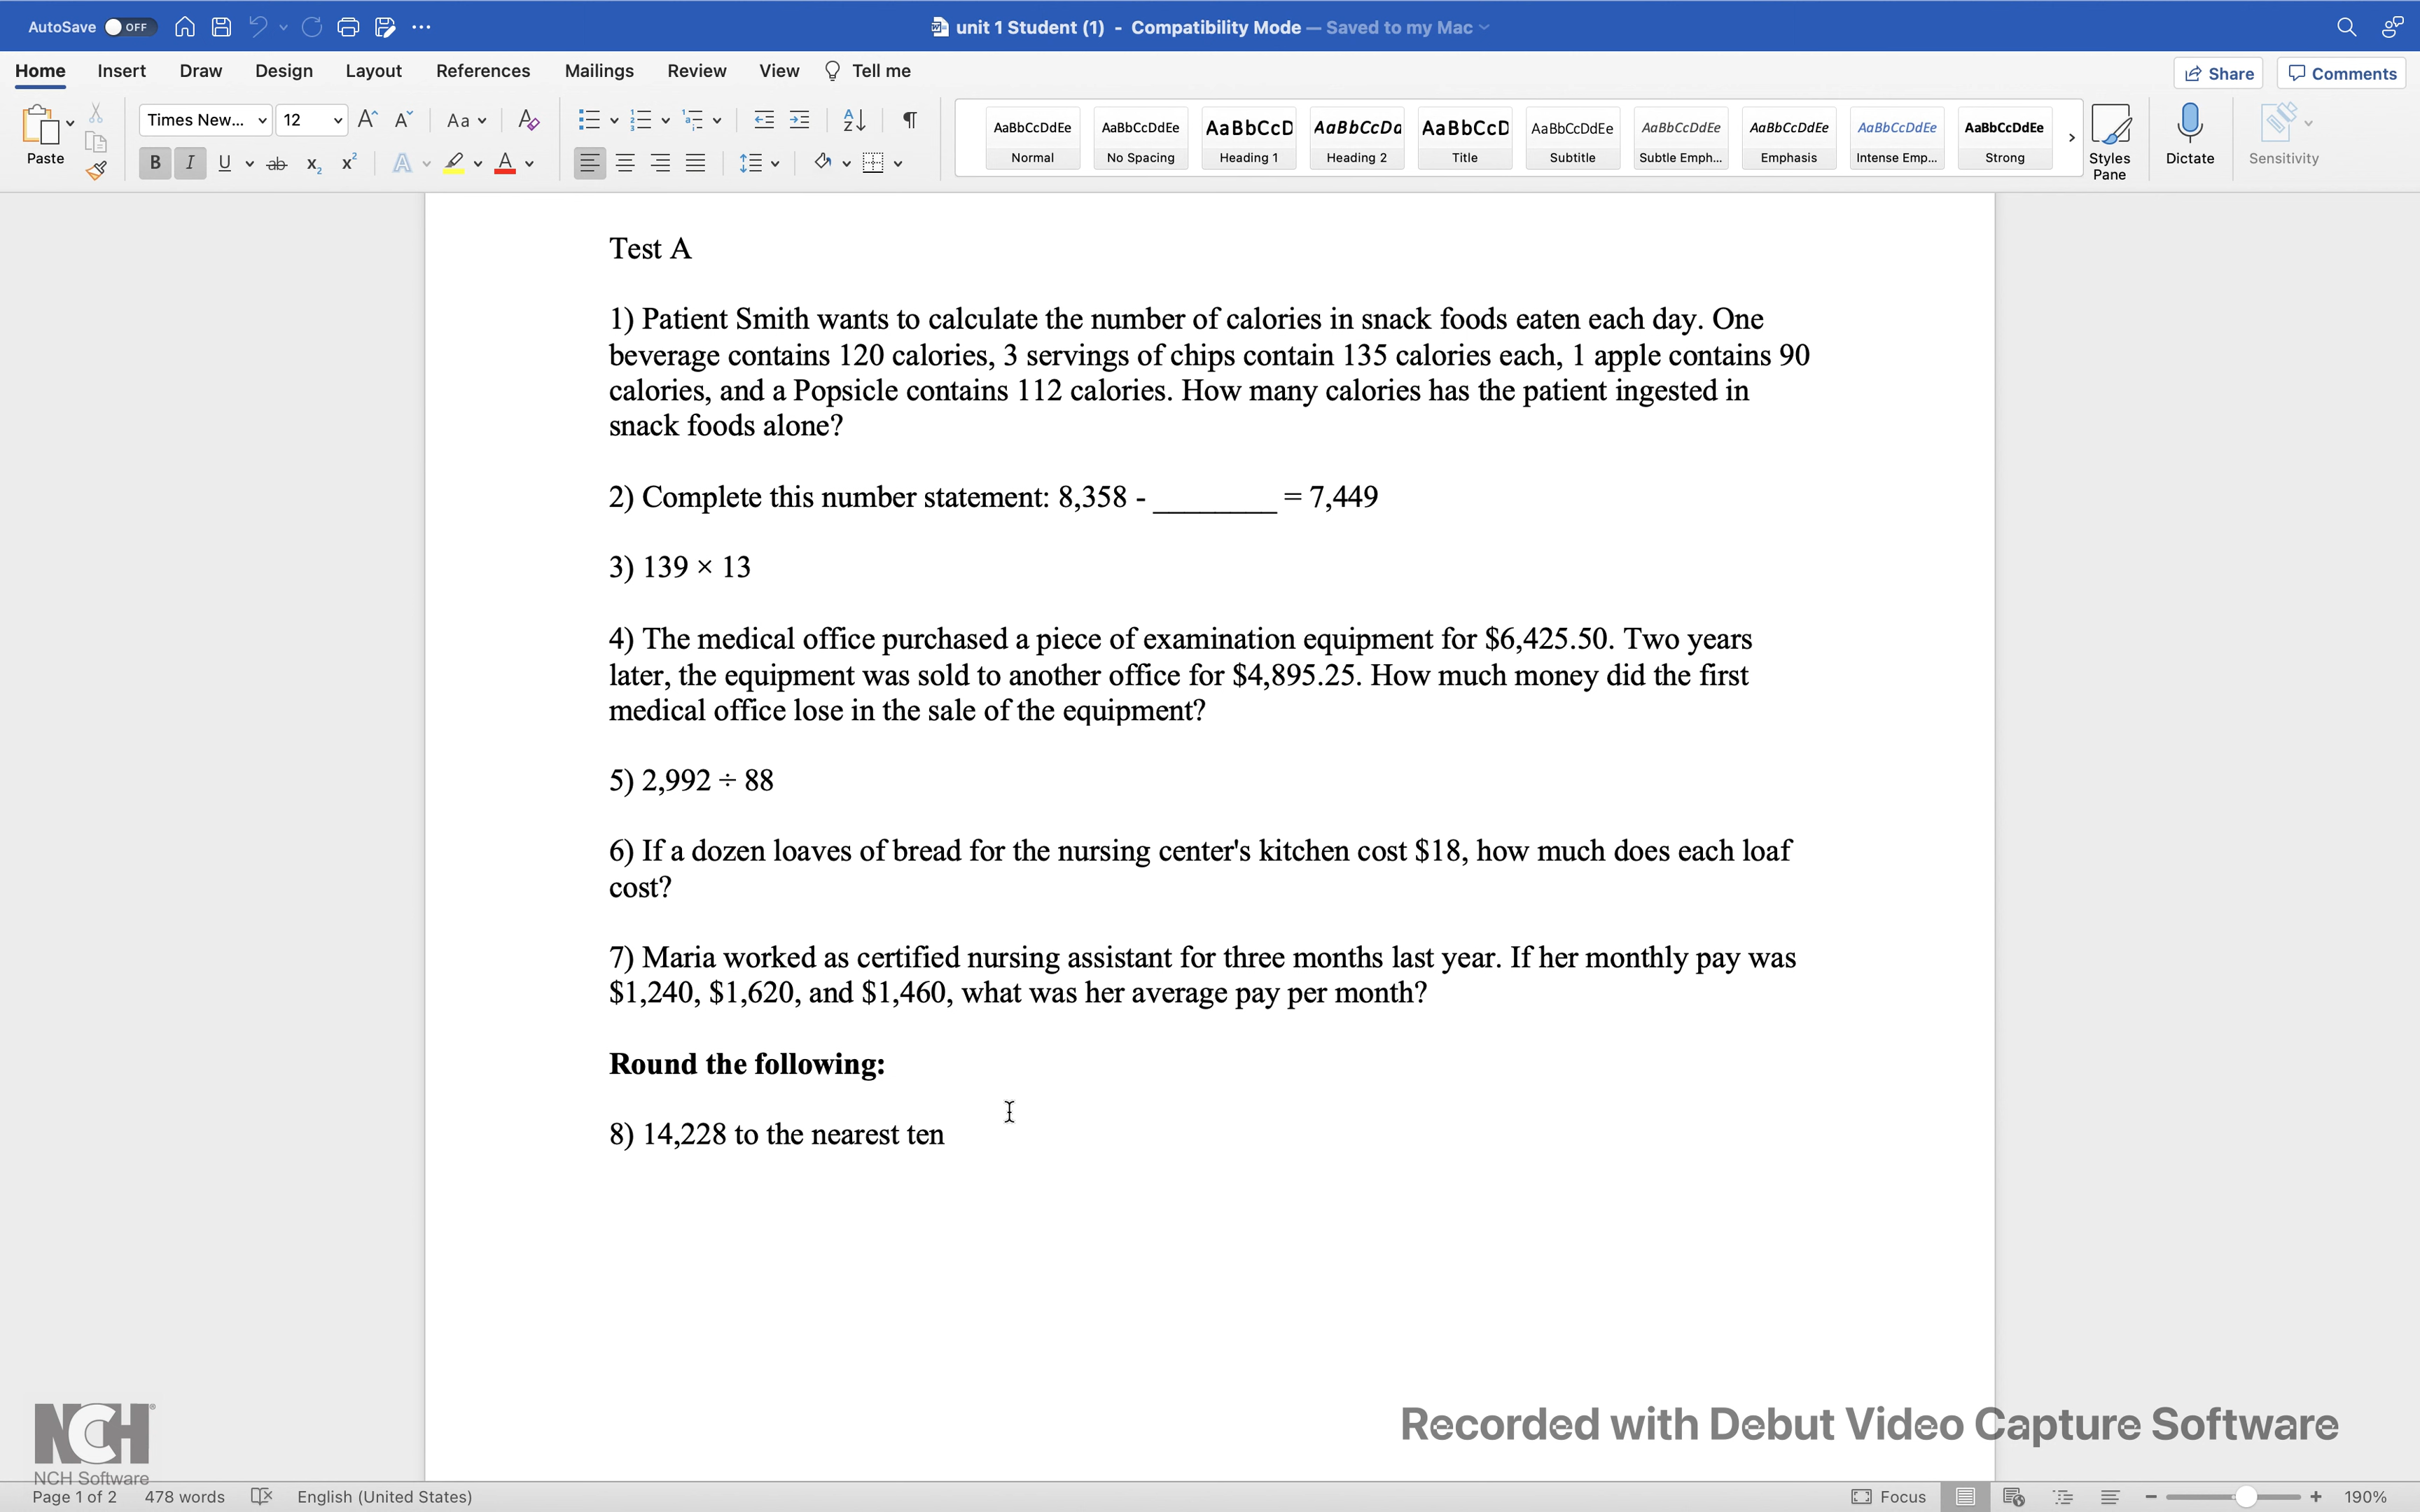 AutoSave OFF unit 1 Student (1) - Compatibility Mode — Saved to my Mac
Home Insert Draw Design Layout References Mailings Review View Tell me Share Comments
Paste Times New... 12 Aa
B I U ab x₂ x² A A
AaBbCcDdEe AaBbCcDdEe AaBbCcD AaBbCcDd AaBbCcD AaBbCcDdEe AaBbCcDdEe AaBbCcDdEe AaBbCcDdEe AaBbCcDdEe
Normal No Spacing Heading 1 Heading 2 Title Subtitle Subtle Emph... Emphasis Intense Emp... Strong
Styles Pane Dictate Sensitivity
Test A
1) Patient Smith wants to calculate the number of calories in snack foods eaten each day. One
beverage contains 120 calories, 3 servings of chips contain 135 calories each, 1 apple contains 90
calories, and a Popsicle contains 112 calories. How many calories has the patient ingested in
snack foods alone?
2) Complete this number statement: 8,358 - ________ = 7,449
3) 139 × 13
4) The medical office purchased a piece of examination equipment for $6,425.50. Two years
later, the equipment was sold to another office for $4,895.25. How much money did the first
medical office lose in the sale of the equipment?
5) 2,992 ÷ 88
6) If a dozen loaves of bread for the nursing center's kitchen cost $18, how much does each loaf
cost?
7) Maria worked as certified nursing assistant for three months last year. If her monthly pay was
$1,240, $1,620, and $1,460, what was her average pay per month?
Round the following:
8) 14,228 to the nearest ten
NCH
NCH Software
Recorded with Debut Video Capture Software
Page 1 of 2 478 words English (United States) Focus 190%